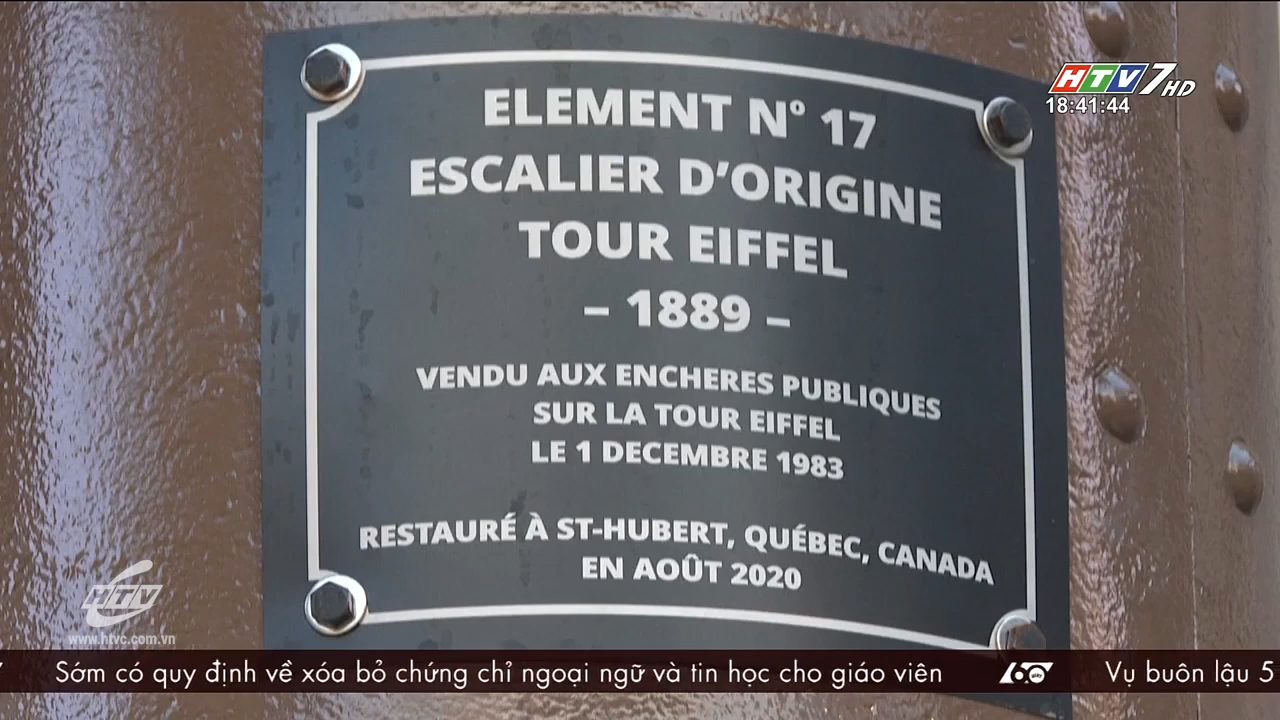 HTV7 HD
18:41:44
ELEMENT Nº 17
ESCALIER D'ORIGINE
TOUR EIFFEL
– 1889 –
VENDU AUX ENCHERES PUBLIQUES
SUR LA TOUR EIFFEL
LE 1 DECEMBRE 1983
RESTAURÉ À ST-HUBERT, QUÉBEC, CANADA
EN AOÛT 2020
HTV
www.htvc.com.vn
Sớm có quy định về xóa bỏ chứng chỉ ngoại ngữ và tin học cho giáo viên
60 giây
Vụ buôn lậu 5